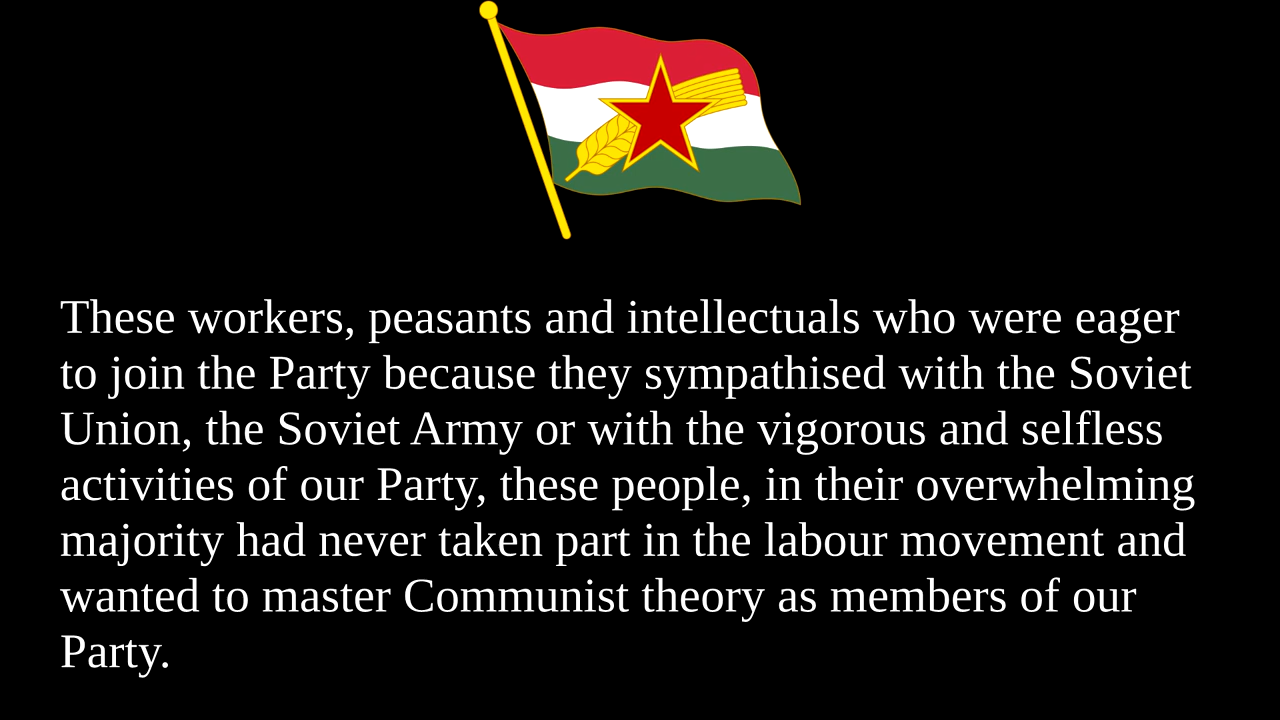 These workers, peasants and intellectuals who were eager
to join the Party because they sympathised with the Soviet
Union, the Soviet Army or with the vigorous and selfless
activities of our Party, these people, in their overwhelming
majority had never taken part in the labour movement and
wanted to master Communist theory as members of our
Party.